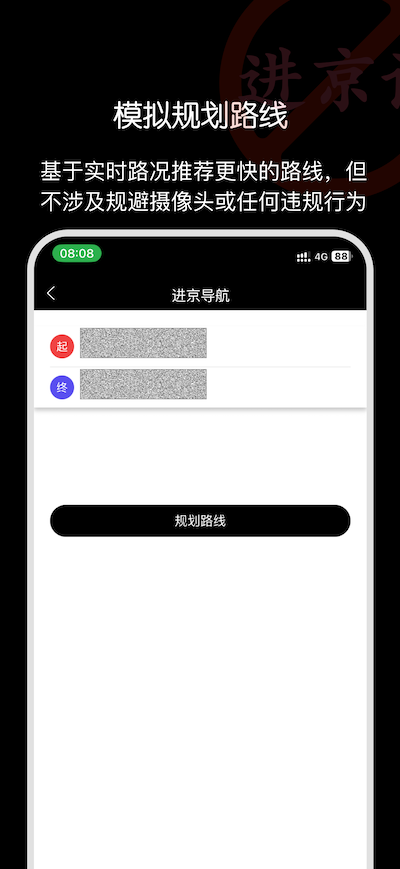 进京证
模拟规划路线
基于实时路况推荐更快的路线，但
不涉及规避摄像头或任何违规行为
08:08
4G 88
进京导航
起
终
规划路线